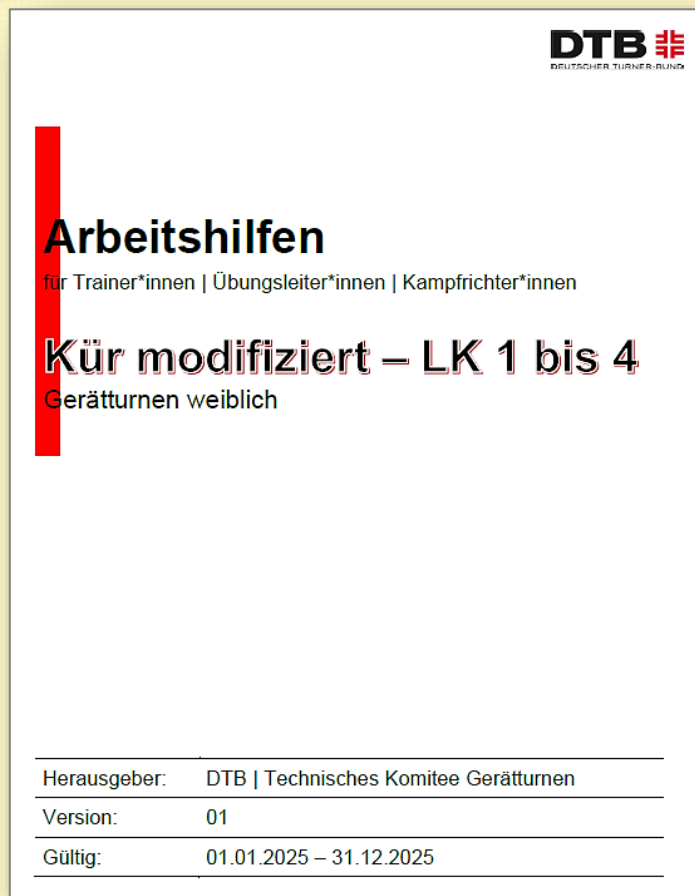 DTB
DEUTSCHER TURNER-BUND
Arbeitshilfen
für Trainer*innen | Übungsleiter*innen | Kampfrichter*innen
Kür modifiziert – LK 1 bis 4
Gerätturnen weiblich
Herausgeber: DTB | Technisches Komitee Gerätturnen
Version: 01
Gültig: 01.01.2025 – 31.12.2025